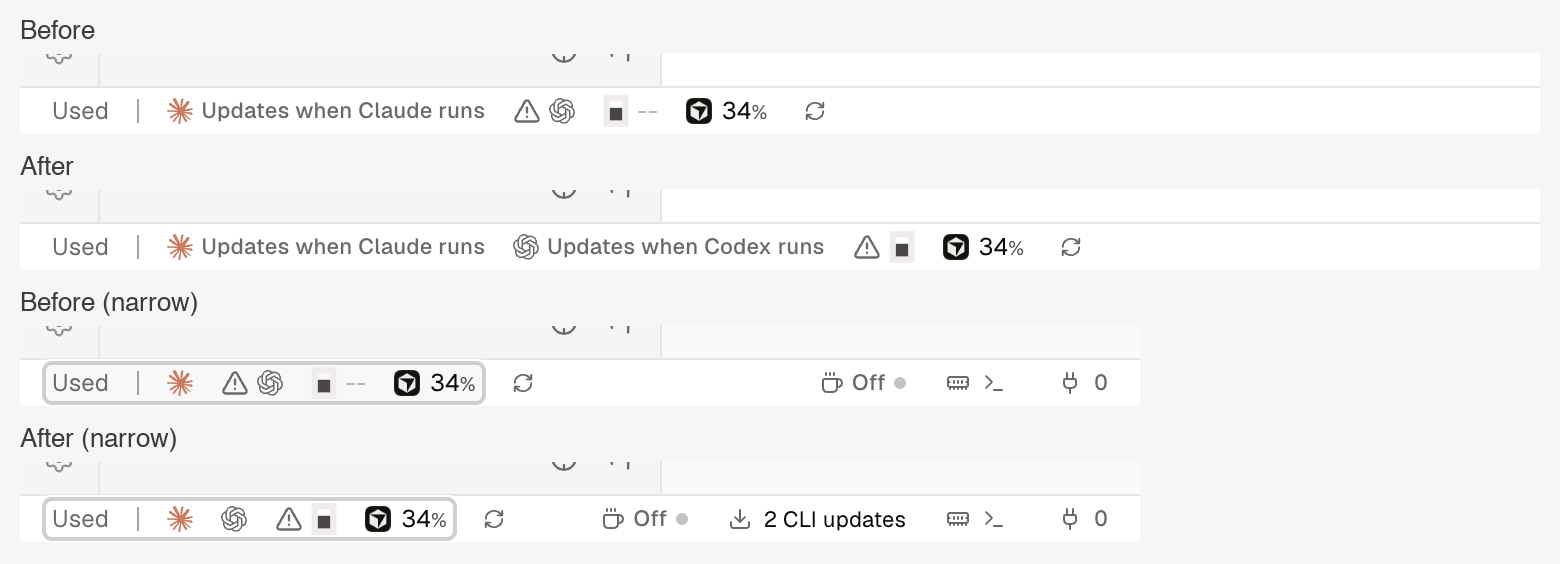 Before
Used | Updates when Claude runs -- 34%
After
Used | Updates when Claude runs Updates when Codex runs 34%
Before (narrow)
Used | -- 34% Off 0
After (narrow)
Used | 34% Off 2 CLI updates 0